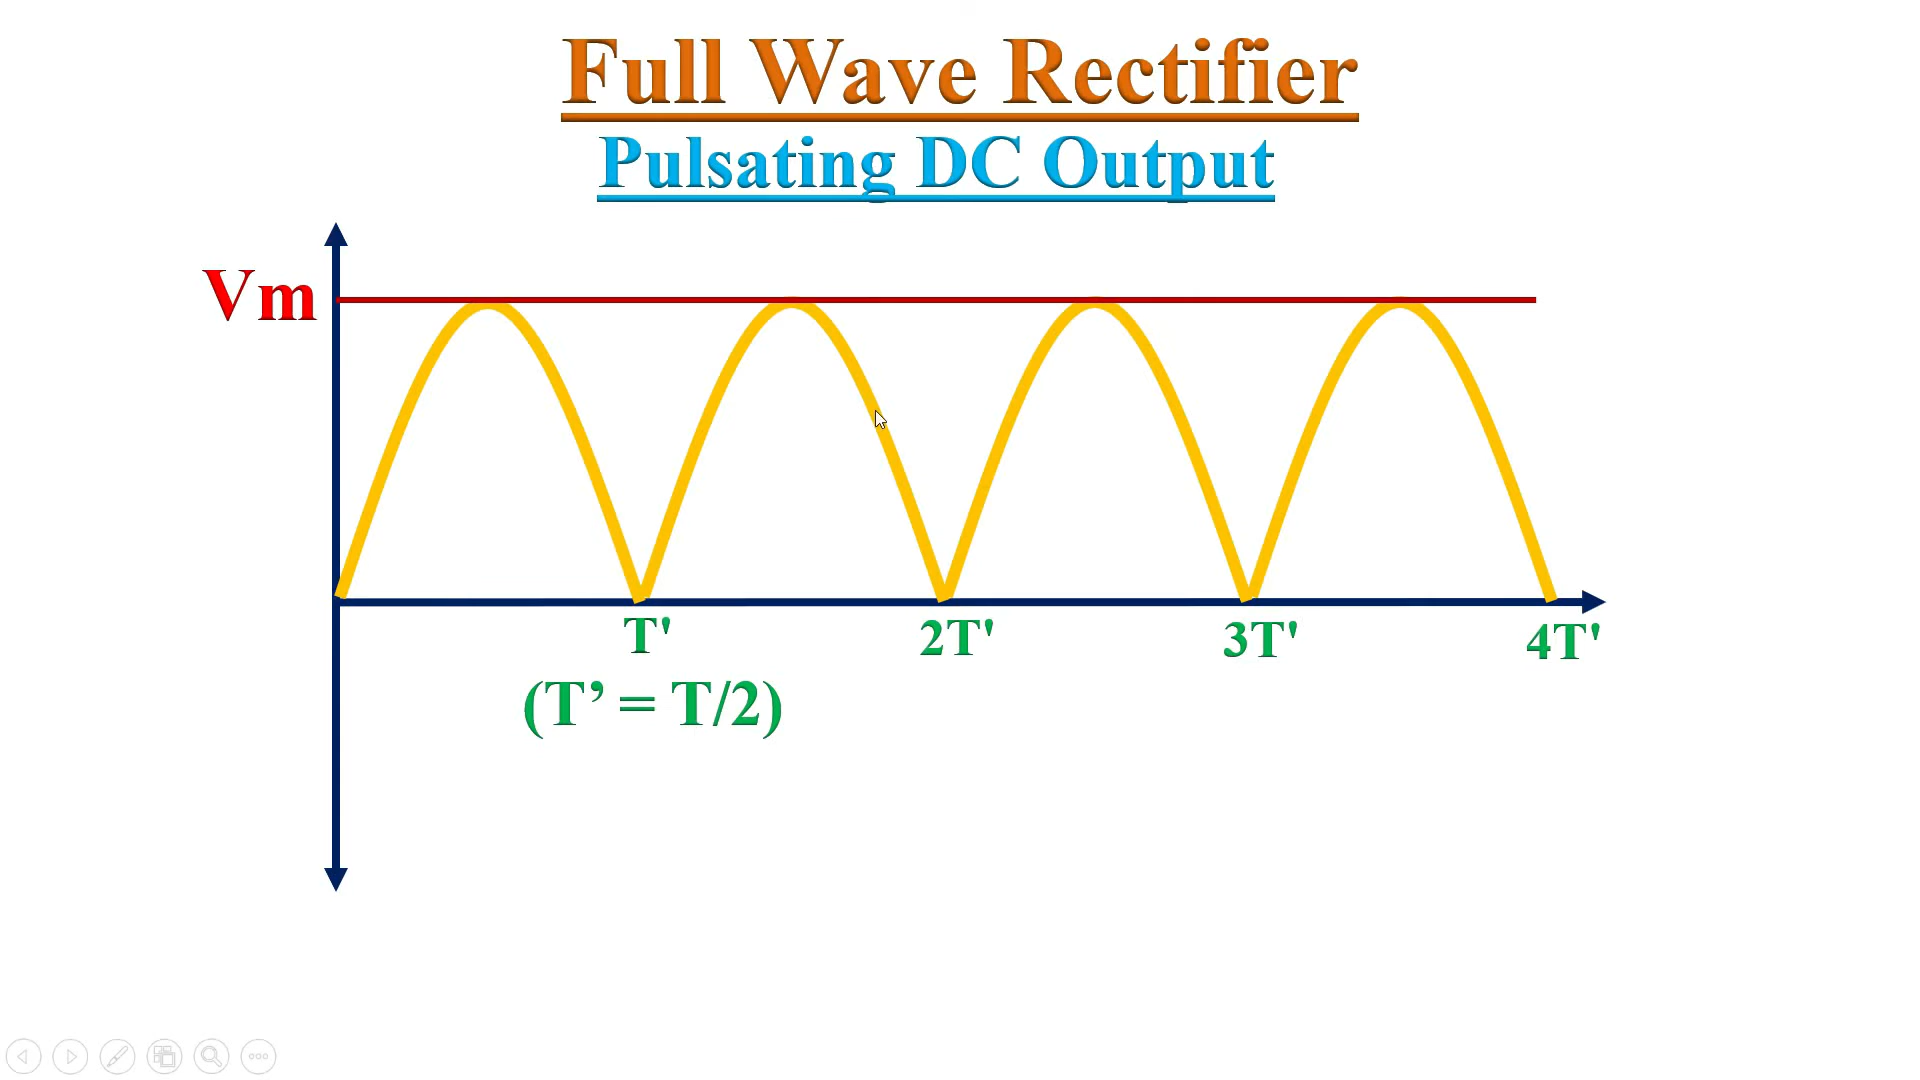 Full Wave Rectifier
Pulsating DC Output
Vm
T' 2T' 3T' 4T'
(T’ = T/2)